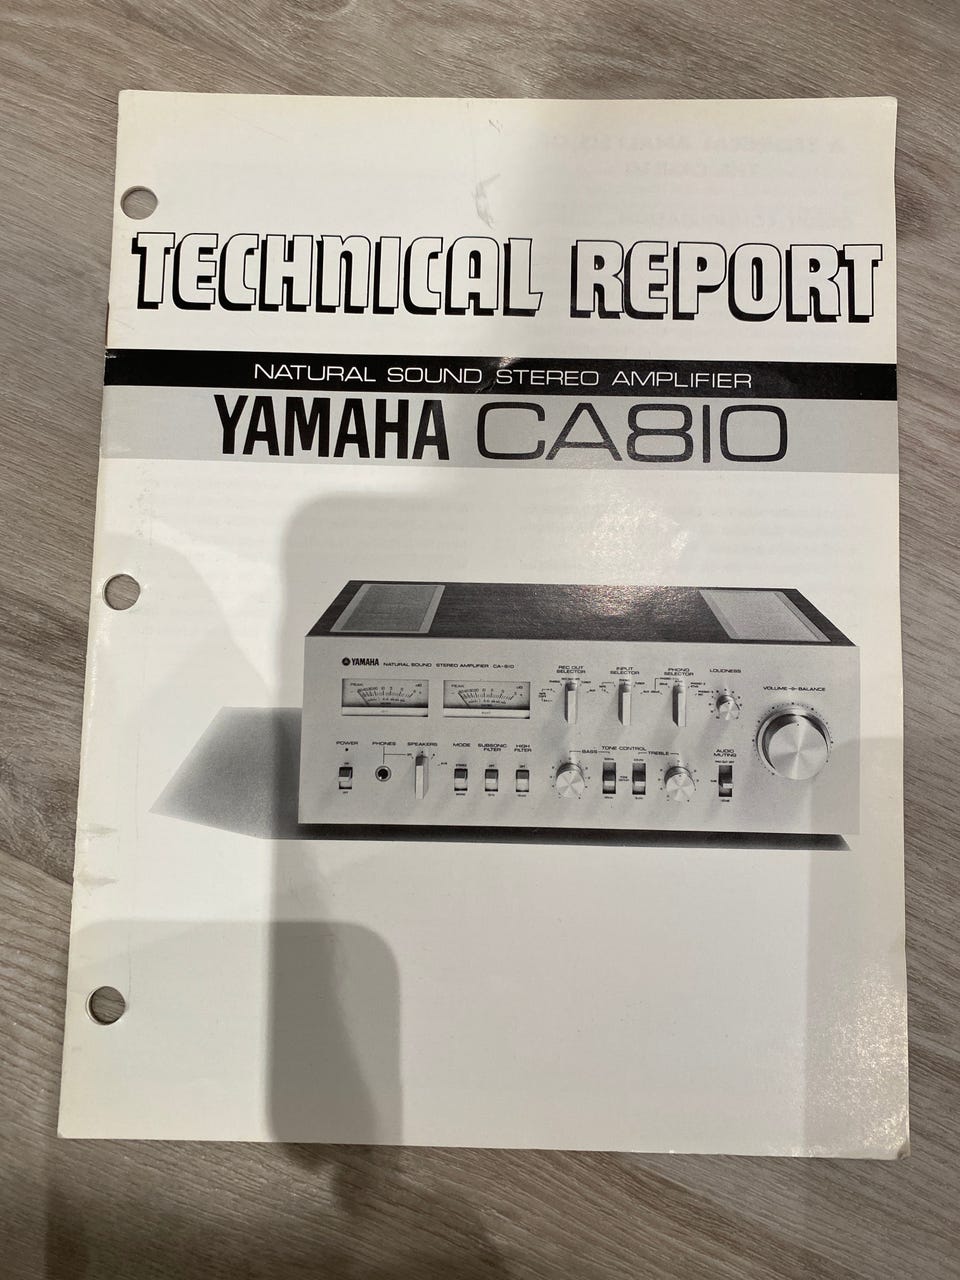 TECHNICAL REPORT
NATURAL SOUND STEREO AMPLIFIER
YAMAHA CA810
YAMAHA NATURAL SOUND STEREO AMPLIFIER CA-810
REC OUT SELECTOR
INPUT SELECTOR
PHONO SELECTOR
LOUDNESS
VOLUME BALANCE
PEAK dB
PEAK dB
POWER
PHONES
SPEAKERS
MODE
SUBSONIC FILTER
HIGH FILTER
TONE CONTROL
BASS
TREBLE
AUDIO MUTING